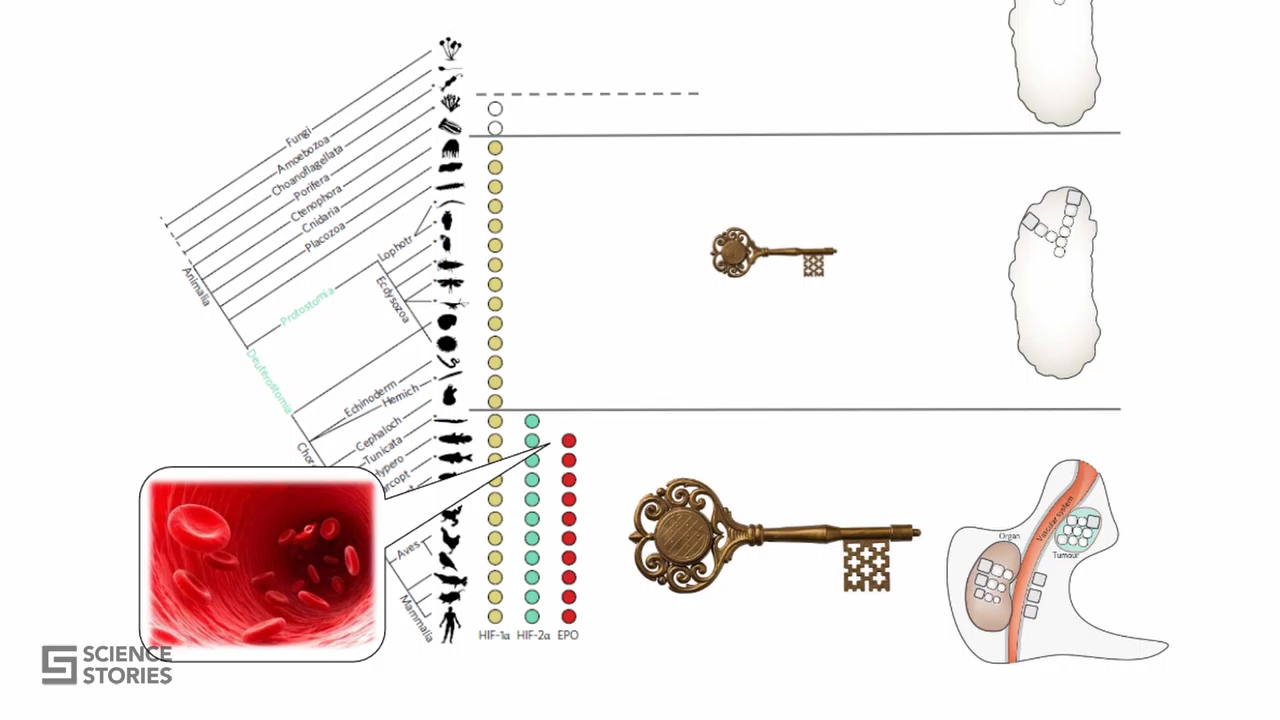 Fungi
Amoebozoa
Choanoflagellata
Porifera
Ctenophora
Cnidaria
Placozoa
Animalia
Lophotr
Protostomia
Ecdysozoa
Deuterostomia
Echinoderm
Hemich
Cephaloch
Tunicata
Aves
Mammalia
HIF-1α HIF-2α EPO
Organ
Vascular system
Tumour
SCIENCE
STORIES